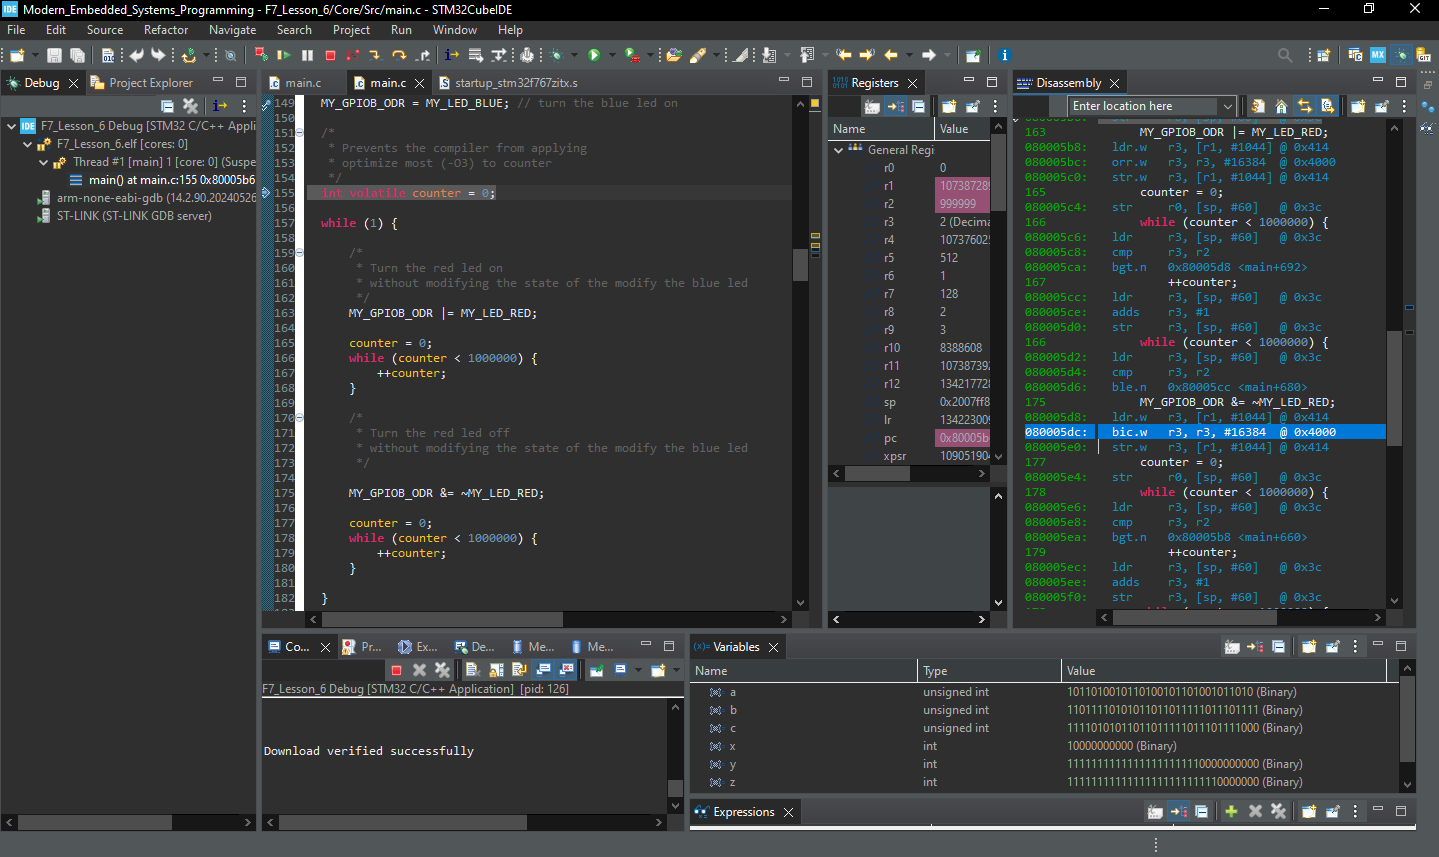 Modern_Embedded_Systems_Programming - F7_Lesson_6/Core/Src/main.c - STM32CubeIDE
File Edit Source Refactor Navigate Search Project Run Window Help
Debug Project Explorer
F7_Lesson_6 Debug [STM32 C/C++ Appli
F7_Lesson_6.elf [cores: 0]
Thread #1 [main] 1 [core: 0] (Suspe
main() at main.c:155 0x80005b6
arm-none-eabi-gdb (14.2.90.20240526
ST-LINK (ST-LINK GDB server)
main.c main.c startup_stm32f767zitx.s
149 MY_GPIOB_ODR = MY_LED_BLUE; // turn the blue led on
150
151 /*
152 * Prevents the compiler from applying
153 * optimize most (-O3) to counter
154 */
155 int volatile counter = 0;
156
157 while (1) {
158
159 /*
160 * Turn the red led on
161 * without modifying the state of the modify the blue led
162 */
163 MY_GPIOB_ODR |= MY_LED_RED;
164
165 counter = 0;
166 while (counter < 1000000) {
167 ++counter;
168 }
169
170 /*
171 * Turn the red led off
172 * without modifying the state of the modify the blue led
173 */
174
175 MY_GPIOB_ODR &= ~MY_LED_RED;
176
177 counter = 0;
178 while (counter < 1000000) {
179 ++counter;
180 }
181
182 }
Registers
Name Value
General Regi
r0 0
r1 107387289
r2 999999
r3 2 (Decima
r4 107376025
r5 512
r6 1
r7 128
r8 2
r9 3
r10 8388608
r11 107387392
r12 134217728
sp 0x2007ff8
lr 134223009
pc 0x80005b
xpsr 109051904
Disassembly
Enter location here
163 MY_GPIOB_ODR |= MY_LED_RED;
080005b8: ldr.w r3, [r1, #1044] @ 0x414
080005bc: orr.w r3, r3, #16384 @ 0x4000
080005c0: str.w r3, [r1, #1044] @ 0x414
165 counter = 0;
080005c4: str r0, [sp, #60] @ 0x3c
166 while (counter < 1000000) {
080005c6: ldr r3, [sp, #60] @ 0x3c
080005c8: cmp r3, r2
080005ca: bgt.n 0x80005d8 <main+692>
167 ++counter;
080005cc: ldr r3, [sp, #60] @ 0x3c
080005ce: adds r3, #1
080005d0: str r3, [sp, #60] @ 0x3c
166 while (counter < 1000000) {
080005d2: ldr r3, [sp, #60] @ 0x3c
080005d4: cmp r3, r2
080005d6: ble.n 0x80005cc <main+680>
175 MY_GPIOB_ODR &= ~MY_LED_RED;
080005d8: ldr.w r3, [r1, #1044] @ 0x414
080005dc: bic.w r3, r3, #16384 @ 0x4000
080005e0: str.w r3, [r1, #1044] @ 0x414
177 counter = 0;
080005e4: str r0, [sp, #60] @ 0x3c
178 while (counter < 1000000) {
080005e6: ldr r3, [sp, #60] @ 0x3c
080005e8: cmp r3, r2
080005ea: bgt.n 0x80005b8 <main+660>
179 ++counter;
080005ec: ldr r3, [sp, #60] @ 0x3c
080005ee: adds r3, #1
080005f0: str r3, [sp, #60] @ 0x3c
Co... Pr... Ex... De... Me... Me...
F7_Lesson_6 Debug [STM32 C/C++ Application] [pid: 126]
Download verified successfully
Variables
Name Type Value
a unsigned int
b unsigned int
c unsigned int
x int 10000000000 (Binary)
y int
z int
Expressions